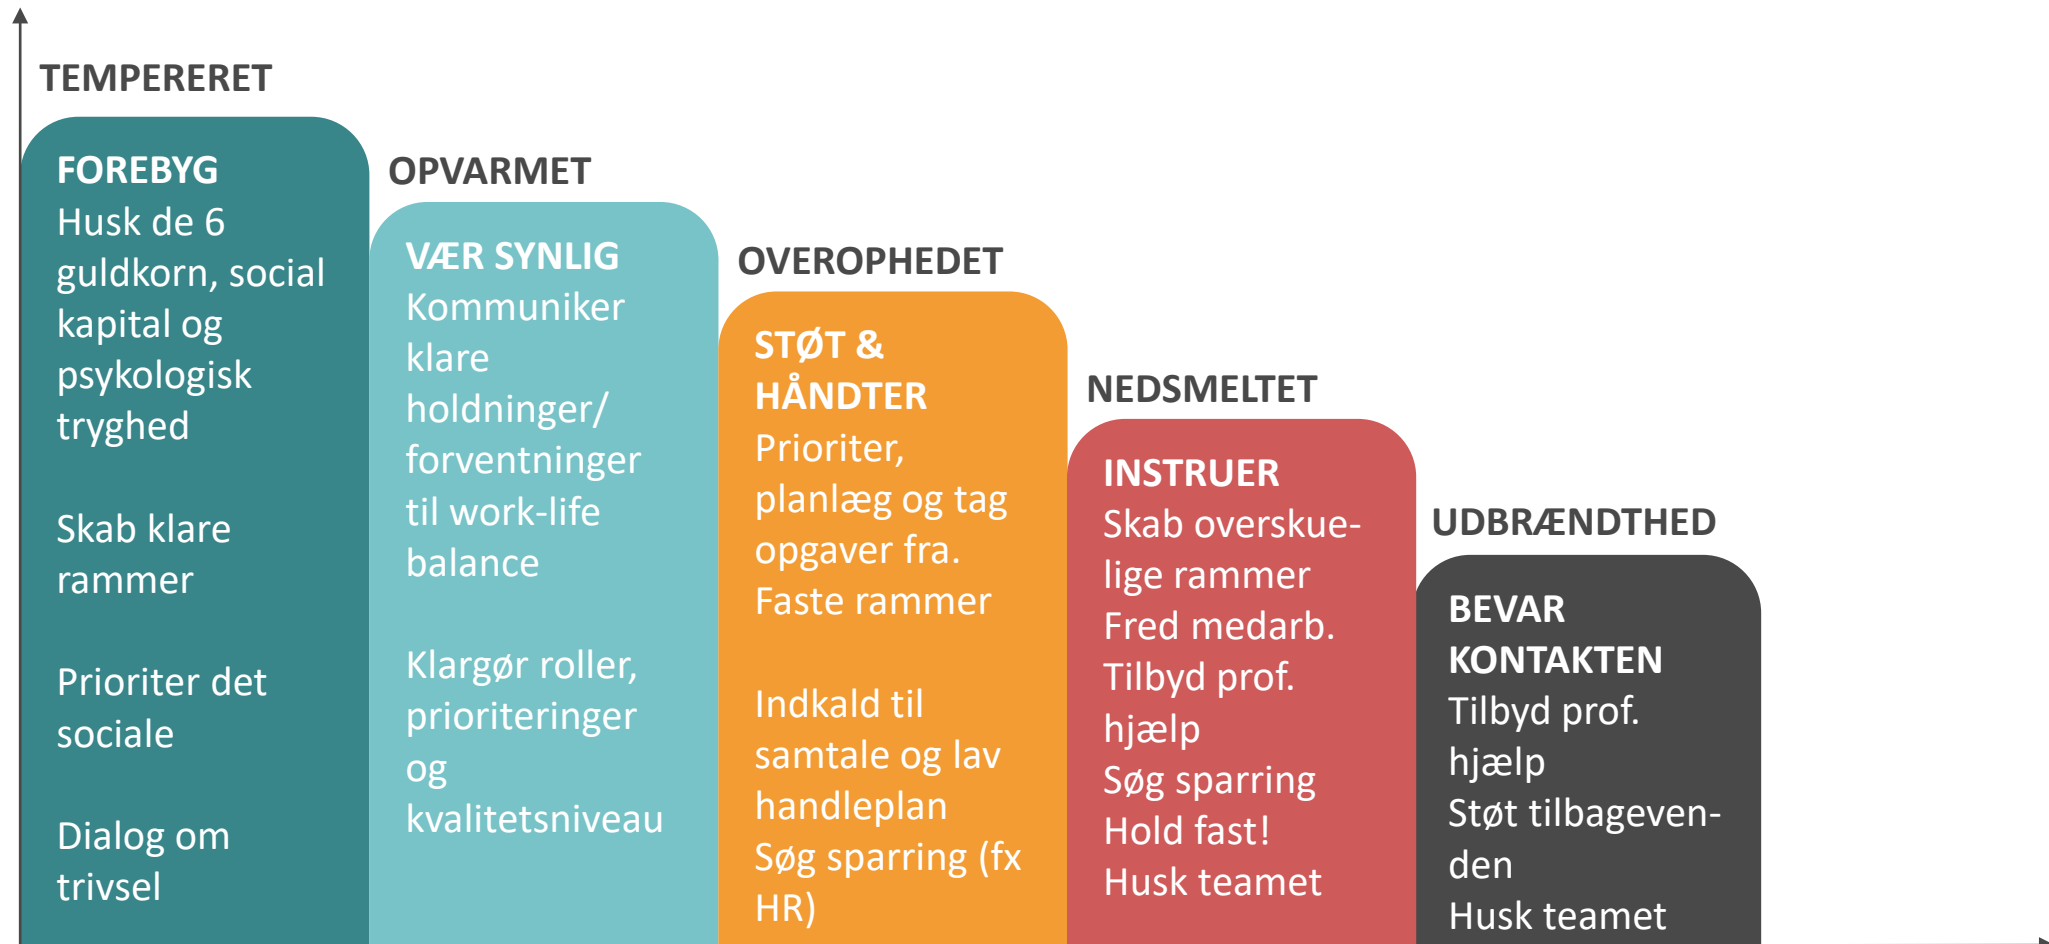 TEMPERERET
FOREBYG
Husk de 6
guldkorn, social
kapital og
psykologisk
tryghed
Skab klare
rammer
Prioriter det
sociale
Dialog om
trivsel
OPVARMET
VÆR SYNLIG
Kommuniker
klare
holdninger/
forventninger
til work-life
balance
Klargør roller,
prioriteringer
og
kvalitetsniveau
OVEROPHEDET
STØT &
HÅNDTER
Prioriter,
planlæg og tag
opgaver fra.
Faste rammer
Indkald til
samtale og lav
handleplan
Søg sparring (fx
HR)
NEDSMELTET
INSTRUER
Skab overskue-
lige rammer
Fred medarb.
Tilbyd prof.
hjælp
Søg sparring
Hold fast!
Husk teamet
UDBRÆNDTHED
BEVAR
KONTAKTEN
Tilbyd prof.
hjælp
Støt tilbageven-
den
Husk teamet